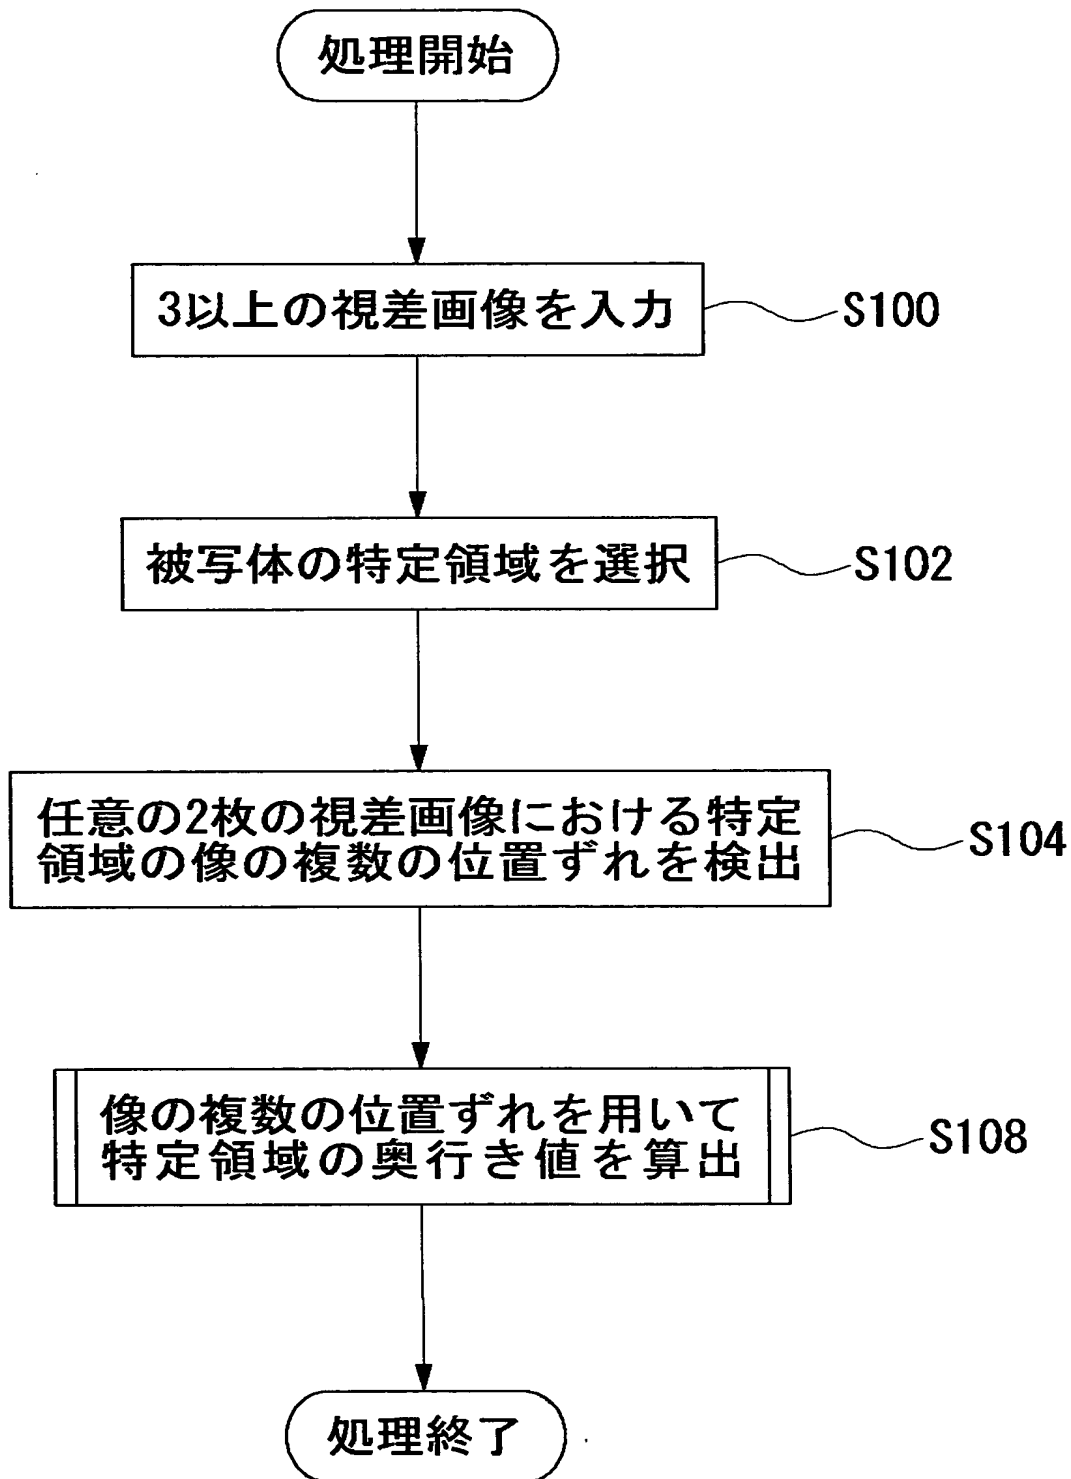 処理開始
3以上の視差画像を入力
S100
被写体の特定領域を選択
S102
任意の2枚の視差画像における特定
領域の像の複数の位置ずれを検出
S104
像の複数の位置ずれを用いて
特定領域の奥行き値を算出
S108
処理終了